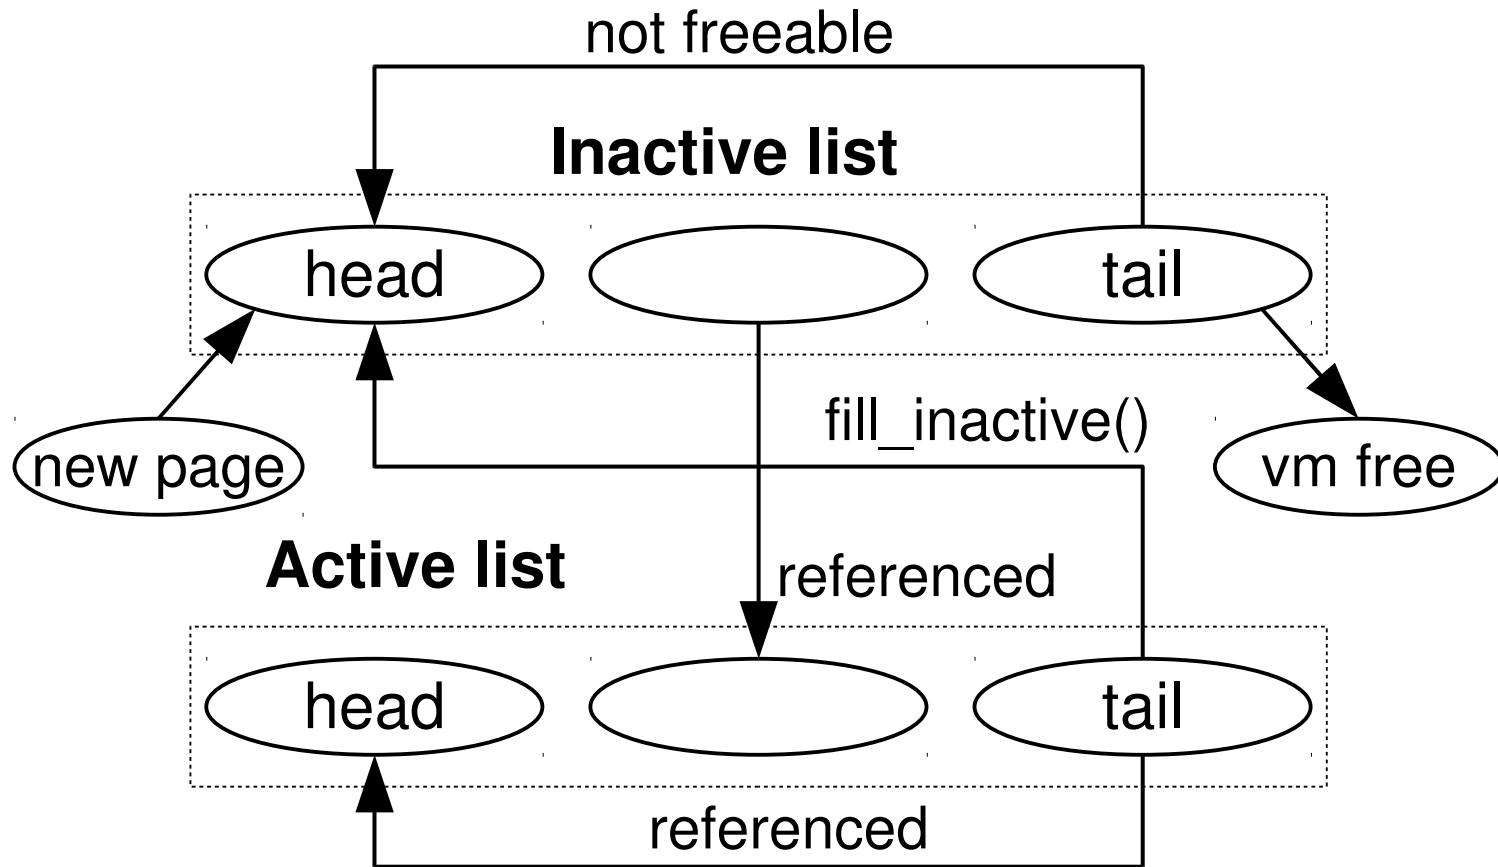 not freeable
Inactive list
head
tail
fill_inactive()
new page
vm free
Active list
referenced
head
tail
referenced